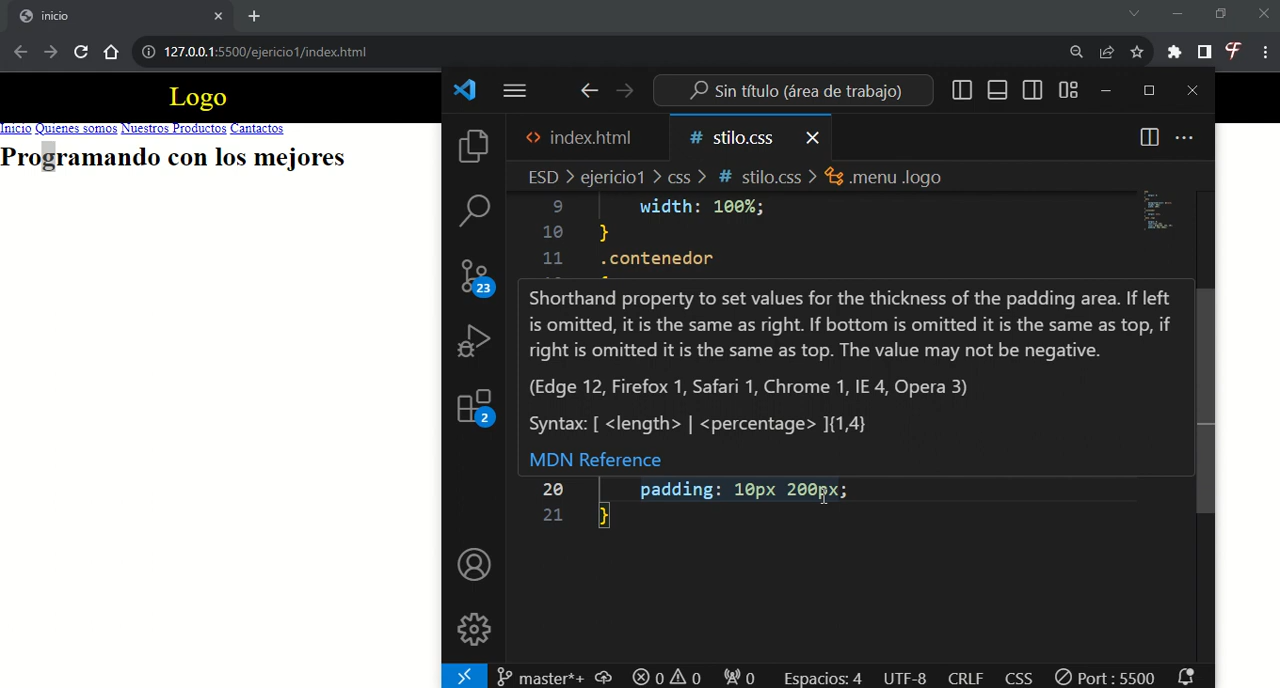 inicio
127.0.0.1:5500/ejericio1/index.html
Logo
Inicio Quienes somos Nuestros Productos Cantactos
Programando con los mejores
Sin título (área de trabajo)
index.html
# stilo.css
ESD > ejericio1 > css > # stilo.css > .menu .logo
9 width: 100%;
10 }
11 .contenedor
Shorthand property to set values for the thickness of the padding area. If left
is omitted, it is the same as right. If bottom is omitted it is the same as top, if
right is omitted it is the same as top. The value may not be negative.
(Edge 12, Firefox 1, Safari 1, Chrome 1, IE 4, Opera 3)
Syntax: [ <length> | <percentage> ]{1,4}
MDN Reference
20 padding: 10px 200px;
21 }
23
2
master*+ 0 0 0 Espacios: 4 UTF-8 CRLF CSS Port : 5500